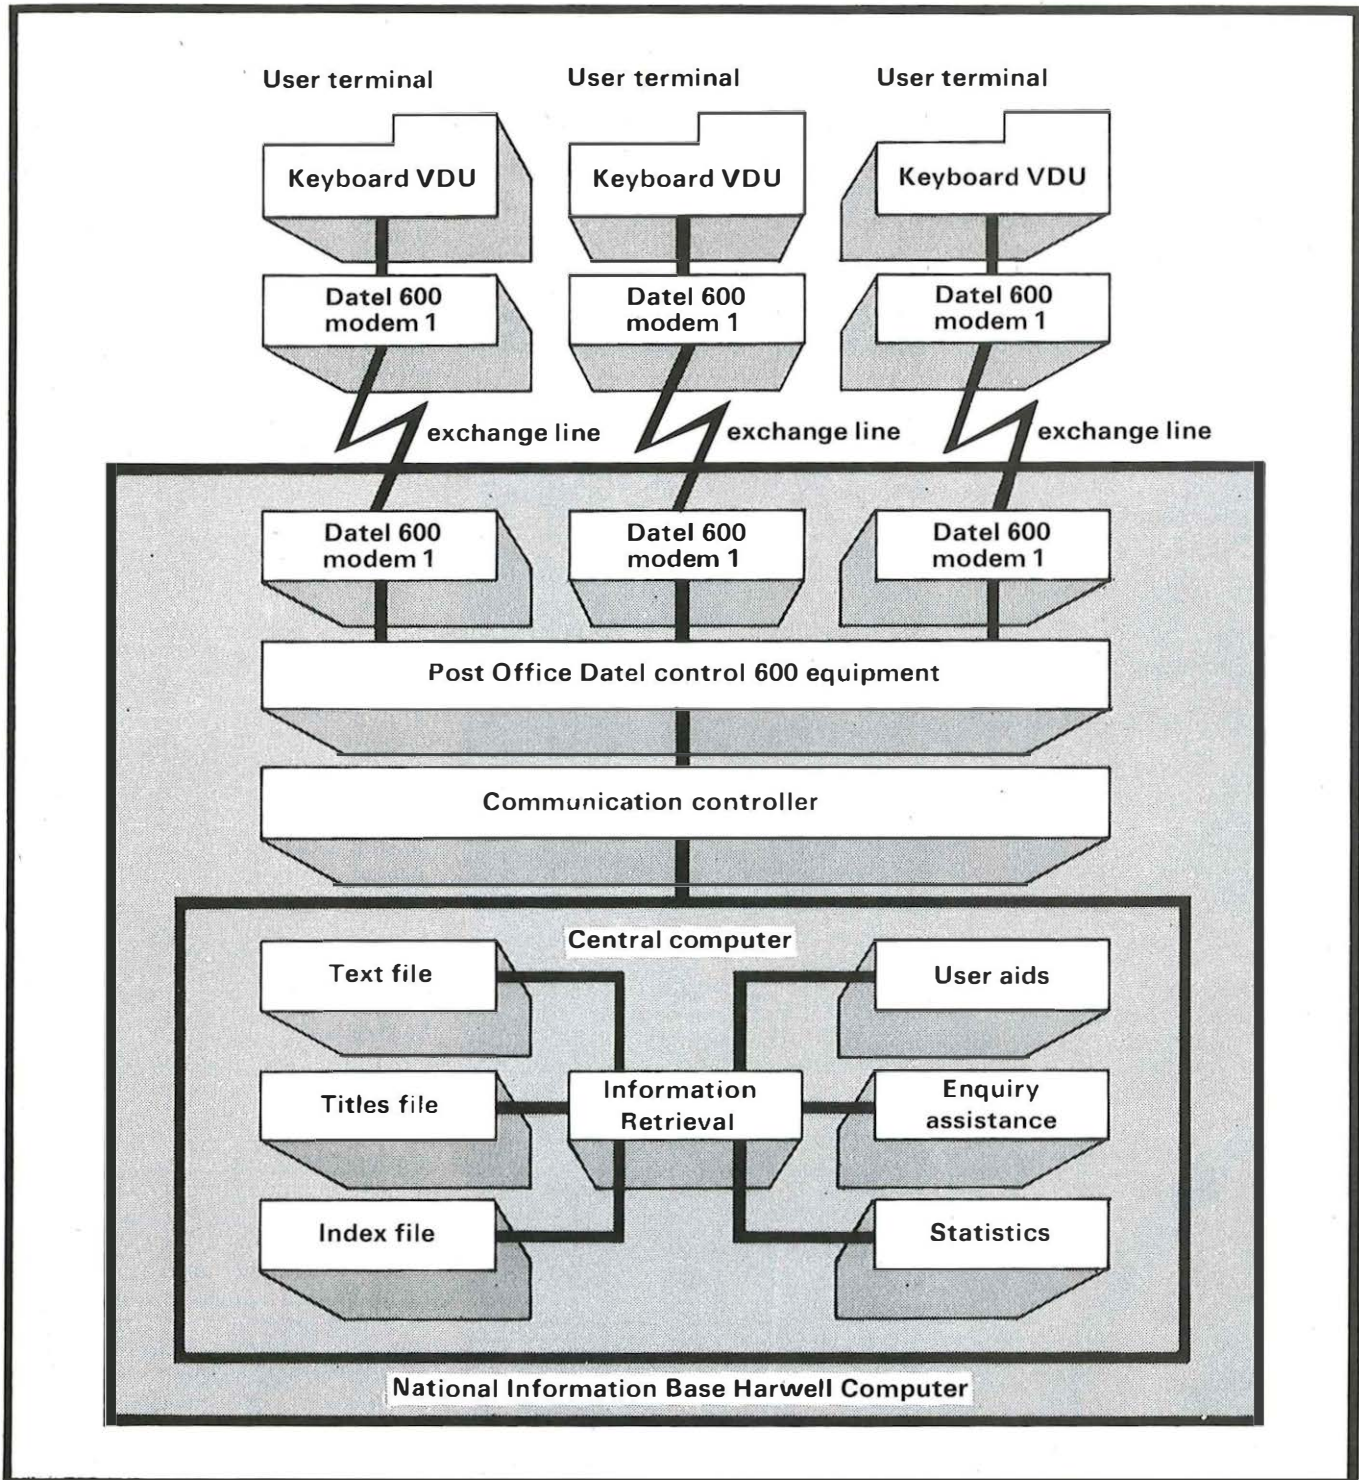 User terminal
User terminal
User terminal
Keyboard VDU
Keyboard VDU
Keyboard VDU
Datel 600
modem 1
Datel 600
modem 1
Datel 600
modem 1
exchange line
exchange line
exchange line
Datel 600
modem 1
Datel 600
modem 1
Datel 600
modem 1
Post Office Datel control 600 equipment
Communication controller
Central computer
Text file
User aids
Titles file
Information
Retrieval
Enquiry
assistance
Index file
Statistics
National Information Base Harwell Computer